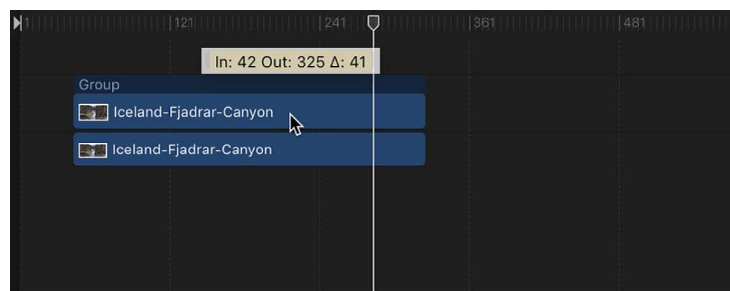 1 121 241 361 481
In: 42 Out: 325 Δ: 41
Group
Iceland-Fjadrar-Canyon
Iceland-Fjadrar-Canyon